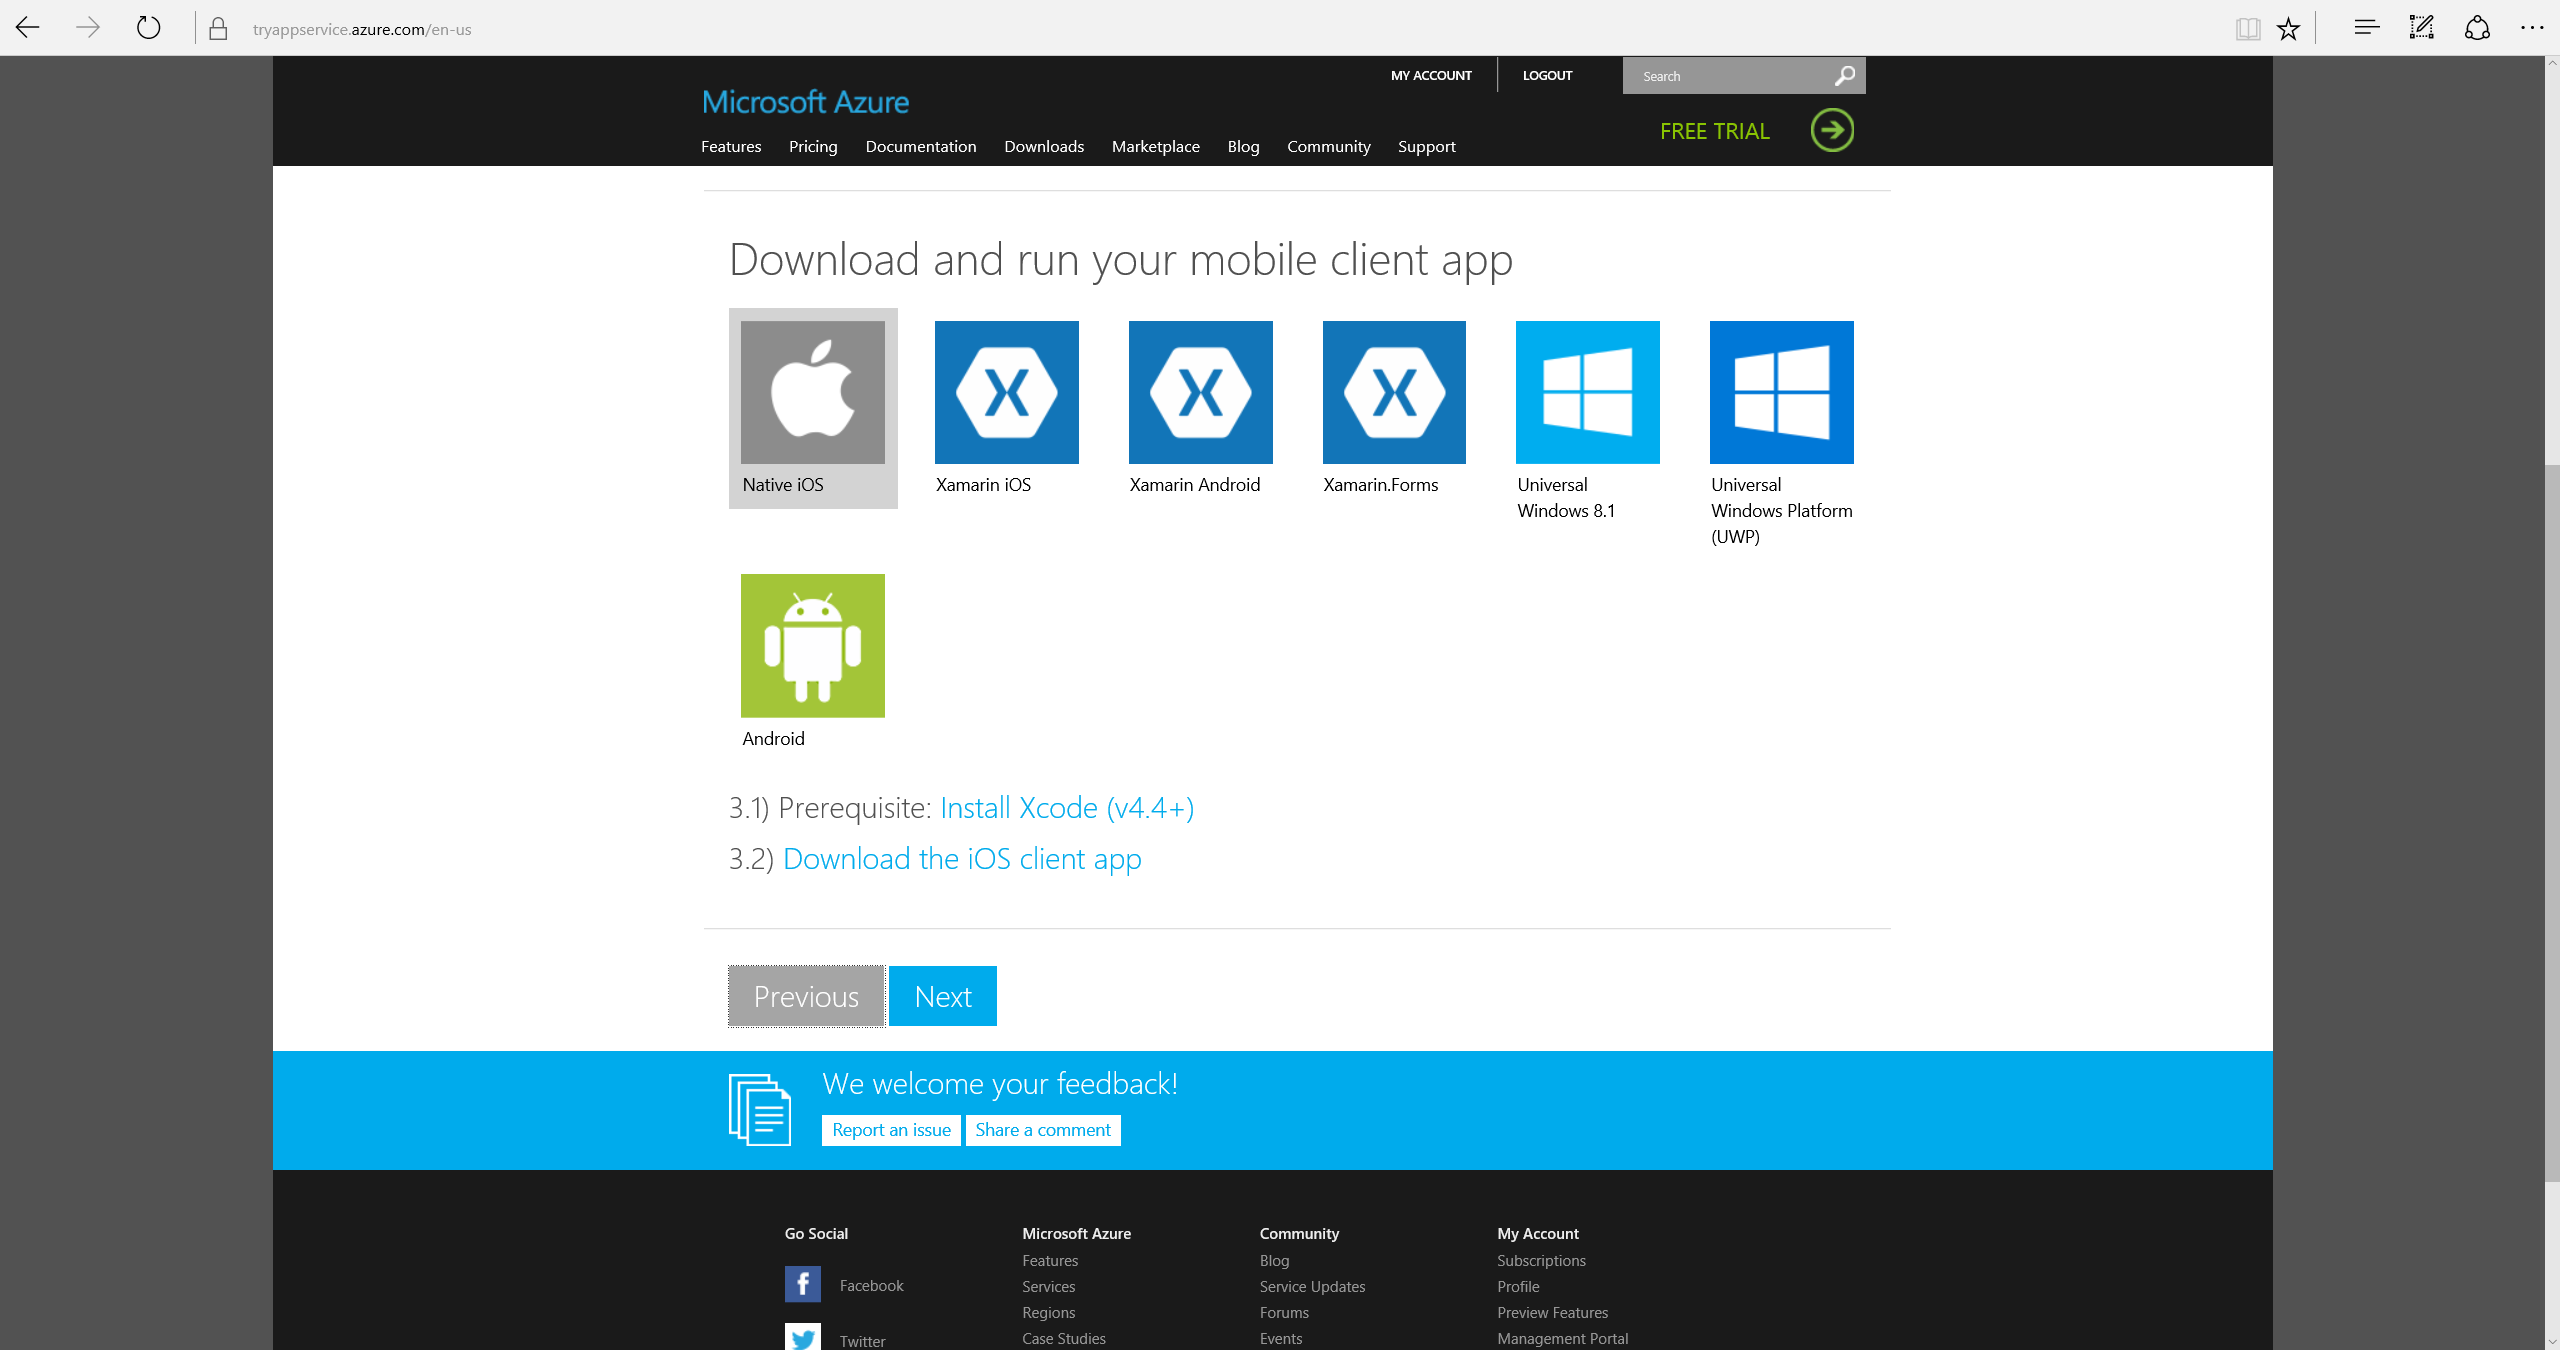 tryappservice.azure.com/en-us
MY ACCOUNT
LOGOUT
Search
Microsoft Azure
FREE TRIAL
Features Pricing Documentation Downloads Marketplace Blog Community Support
Download and run your mobile client app
Native iOS
Xamarin iOS
Xamarin Android
Xamarin.Forms
Universal
Windows 8.1
Universal
Windows Platform
(UWP)
Android
3.1) Prerequisite: Install Xcode (v4.4+)
3.2) Download the iOS client app
Previous
Next
We welcome your feedback!
Report an issue
Share a comment
Go Social
Facebook
Twitter
Microsoft Azure
Features
Services
Regions
Case Studies
Community
Blog
Service Updates
Forums
Events
My Account
Subscriptions
Profile
Preview Features
Management Portal